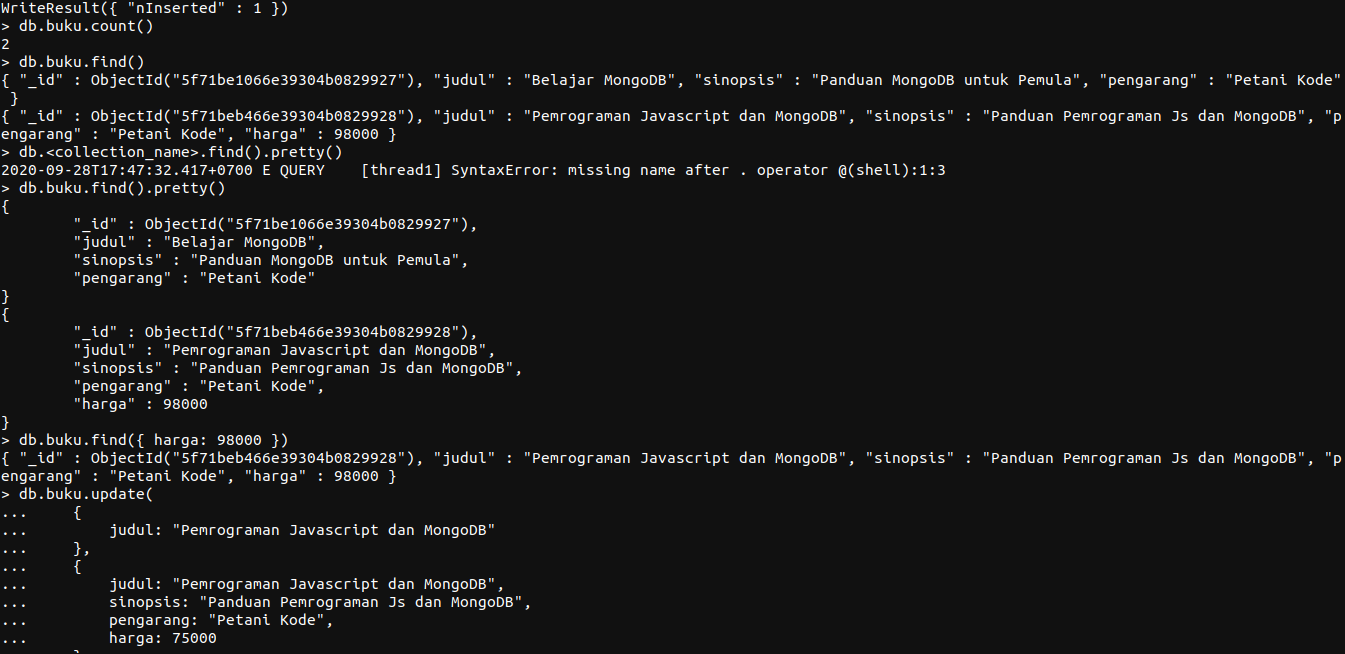 WriteResult({ "nInserted" : 1 })
> db.buku.count()
2
> db.buku.find()
{ "_id" : ObjectId("5f71be1066e39304b0829927"), "judul" : "Belajar MongoDB", "sinopsis" : "Panduan MongoDB untuk Pemula", "pengarang" : "Petani Kode"
 }
{ "_id" : ObjectId("5f71beb466e39304b0829928"), "judul" : "Pemrograman Javascript dan MongoDB", "sinopsis" : "Panduan Pemrograman Js dan MongoDB", "p
engarang" : "Petani Kode", "harga" : 98000 }
> db.<collection_name>.find().pretty()
2020-09-28T17:47:32.417+0700 E QUERY    [thread1] SyntaxError: missing name after . operator @(shell):1:3
> db.buku.find().pretty()
{
        "_id" : ObjectId("5f71be1066e39304b0829927"),
        "judul" : "Belajar MongoDB",
        "sinopsis" : "Panduan MongoDB untuk Pemula",
        "pengarang" : "Petani Kode"
}
{
        "_id" : ObjectId("5f71beb466e39304b0829928"),
        "judul" : "Pemrograman Javascript dan MongoDB",
        "sinopsis" : "Panduan Pemrograman Js dan MongoDB",
        "pengarang" : "Petani Kode",
        "harga" : 98000
}
> db.buku.find({ harga: 98000 })
{ "_id" : ObjectId("5f71beb466e39304b0829928"), "judul" : "Pemrograman Javascript dan MongoDB", "sinopsis" : "Panduan Pemrograman Js dan MongoDB", "p
engarang" : "Petani Kode", "harga" : 98000 }
> db.buku.update(
...     {
...         judul: "Pemrograman Javascript dan MongoDB"
...     },
...     {
...         judul: "Pemrograman Javascript dan MongoDB",
...         sinopsis: "Panduan Pemrograman Js dan MongoDB",
...         pengarang: "Petani Kode",
...         harga: 75000